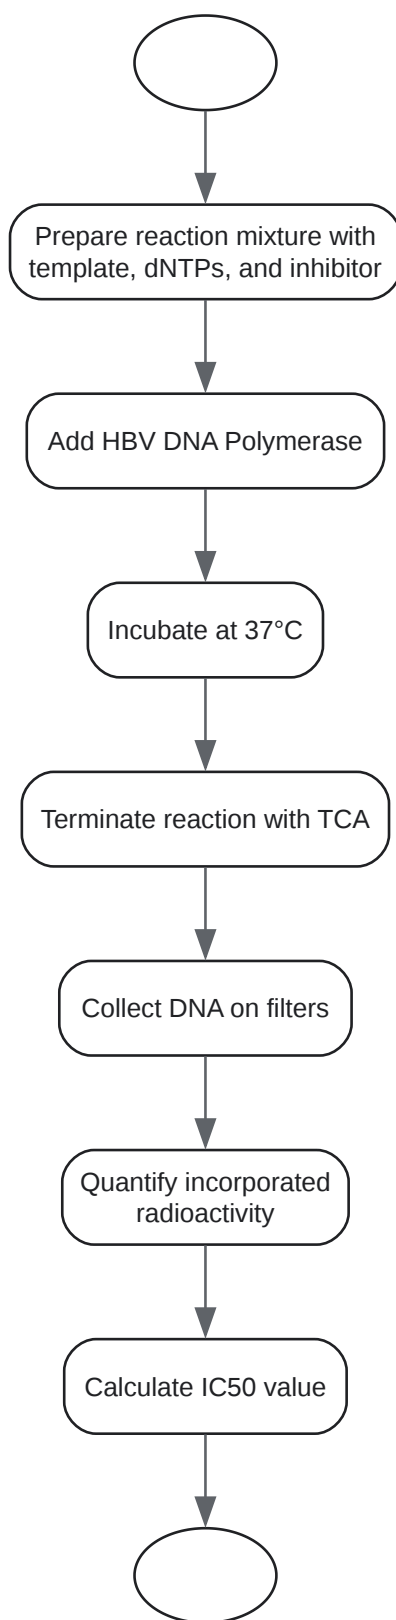 Prepare reaction mixture with
template, dNTPs, and inhibitor
Add HBV DNA Polymerase
Incubate at 37°C
Terminate reaction with TCA
Collect DNA on filters
Quantify incorporated
radioactivity
Calculate IC50 value